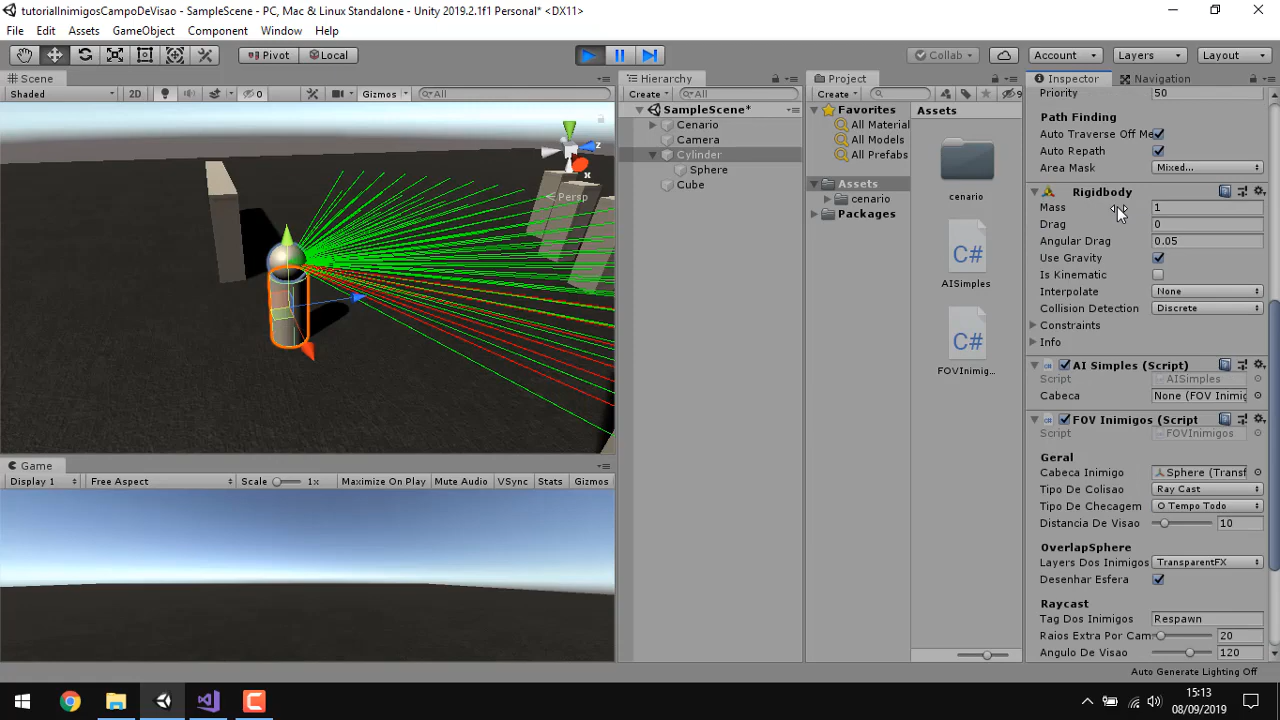 tutorialInimigosCampoDeVisao - SampleScene - PC, Mac & Linux Standalone - Unity 2019.2.1f1 Personal* <DX11>
File Edit Assets GameObject Component Window Help
Pivot Local Collab Account Layers Layout
Scene
Shaded 2D 0 Gizmos All
y
z
x
Persp
Game
Display 1 Free Aspect Scale 1x Maximize On Play Mute Audio VSync Stats Gizmos
Hierarchy
Create All
SampleScene*
Cenario
Camera
Cylinder
Sphere
Cube
Project
Create 9
Favorites
All Material
All Models
All Prefabs
Assets
cenario
Packages
Assets
cenario
C#
AISimples
C#
FOVInimig...
Inspector Navigation
Priority 50
Path Finding
Auto Traverse Off Me
Auto Repath
Area Mask Mixed...
Rigidbody
Mass 1
Drag 0
Angular Drag 0.05
Use Gravity
Is Kinematic
Interpolate None
Collision Detection Discrete
Constraints
Info
AI Simples (Script)
Script AISimples
Cabeca None (FOV Inimig
FOV Inimigos (Script
Script FOVInimigos
Geral
Cabeca Inimigo Sphere (Transf
Tipo De Colisao Ray Cast
Tipo De Checagem O Tempo Todo
Distancia De Visao 10
OverlapSphere
Layers Dos Inimigos TransparentFX
Desenhar Esfera
Raycast
Tag Dos Inimigos Respawn
Raios Extra Por Cam 20
Angulo De Visao 120
Auto Generate Lighting Off
15:13
08/09/2019